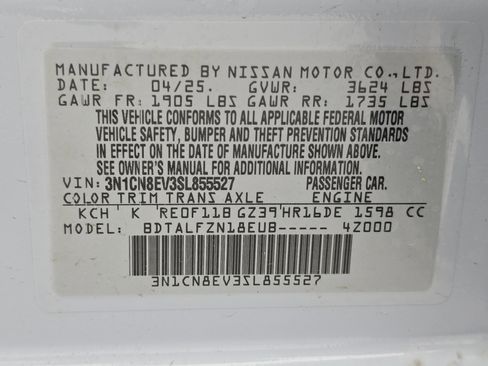 MANUFACTURED BY NISSAN MOTOR CO.,LTD.
DATE: 04/25. GVWR: 3624 LBS
GAWR FR: 1905 LBS GAWR RR: 1735 LBS
THIS VEHICLE CONFORMS TO ALL APPLICABLE FEDERAL MOTOR
VEHICLE SAFETY, BUMPER AND THEFT PREVENTION STANDARDS
IN EFFECT ON THE DATE OF MANUFACTURE SHOWN ABOVE.
SEE OWNER'S MANUAL FOR ADDITIONAL INFORMATION.
VIN: 3N1CN8EV3SL855527 PASSENGER CAR.
COLOR TRIM TRANS AXLE ENGINE
KCH K RE0F11B GZ39 HR16DE 1598 CC
MODEL: BDTALFZN18EUB----- 4Z000
3N1CN8EV3SL855527